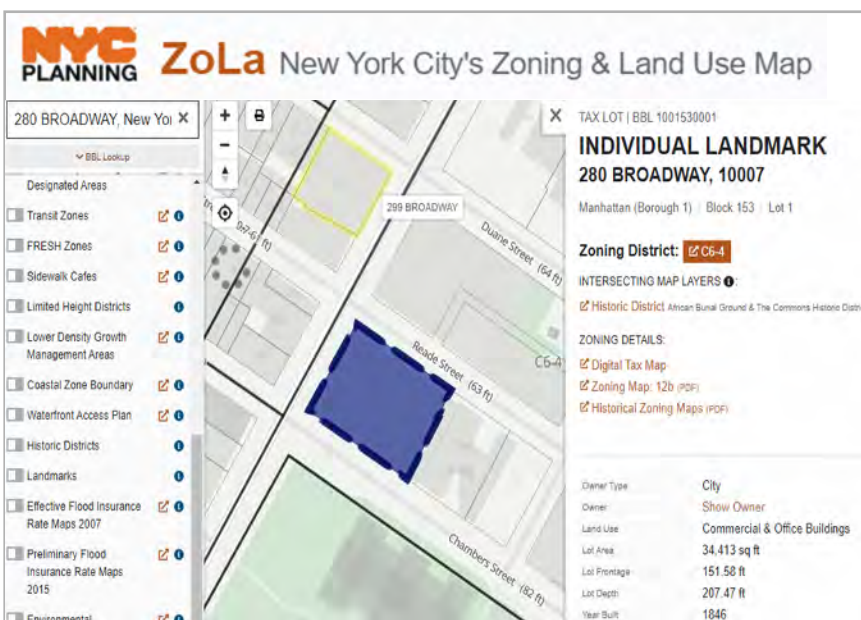 NYC
PLANNING
ZoLa New York City's Zoning & Land Use Map
280 BROADWAY, New Yor ×
BBL Lookup
Designated Areas
Transit Zones
FRESH Zones
Sidewalk Cafes
Limited Height Districts
Lower Density Growth
Management Areas
Coastal Zone Boundary
Waterfront Access Plan
Historic Districts
Landmarks
Effective Flood Insurance
Rate Maps 2007
Preliminary Flood
Insurance Rate Maps
2015
Environmental
299 BROADWAY
Duane Street (64 ft)
Reade Street (63 ft)
C6-4
Chambers Street (82 ft)
TAX LOT | BBL 1001530001
INDIVIDUAL LANDMARK
280 BROADWAY, 10007
Manhattan (Borough 1) | Block 153 | Lot 1
Zoning District: C6-4
INTERSECTING MAP LAYERS :
Historic District African Burial Ground & The Commons Historic Distr
ZONING DETAILS:
Digital Tax Map
Zoning Map: 12b (PDF)
Historical Zoning Maps (PDF)
Owner Type City
Owner Show Owner
Land Use Commercial & Office Buildings
Lot Area 34,413 sq ft
Lot Frontage 151.58 ft
Lot Depth 207.47 ft
Year Built 1846